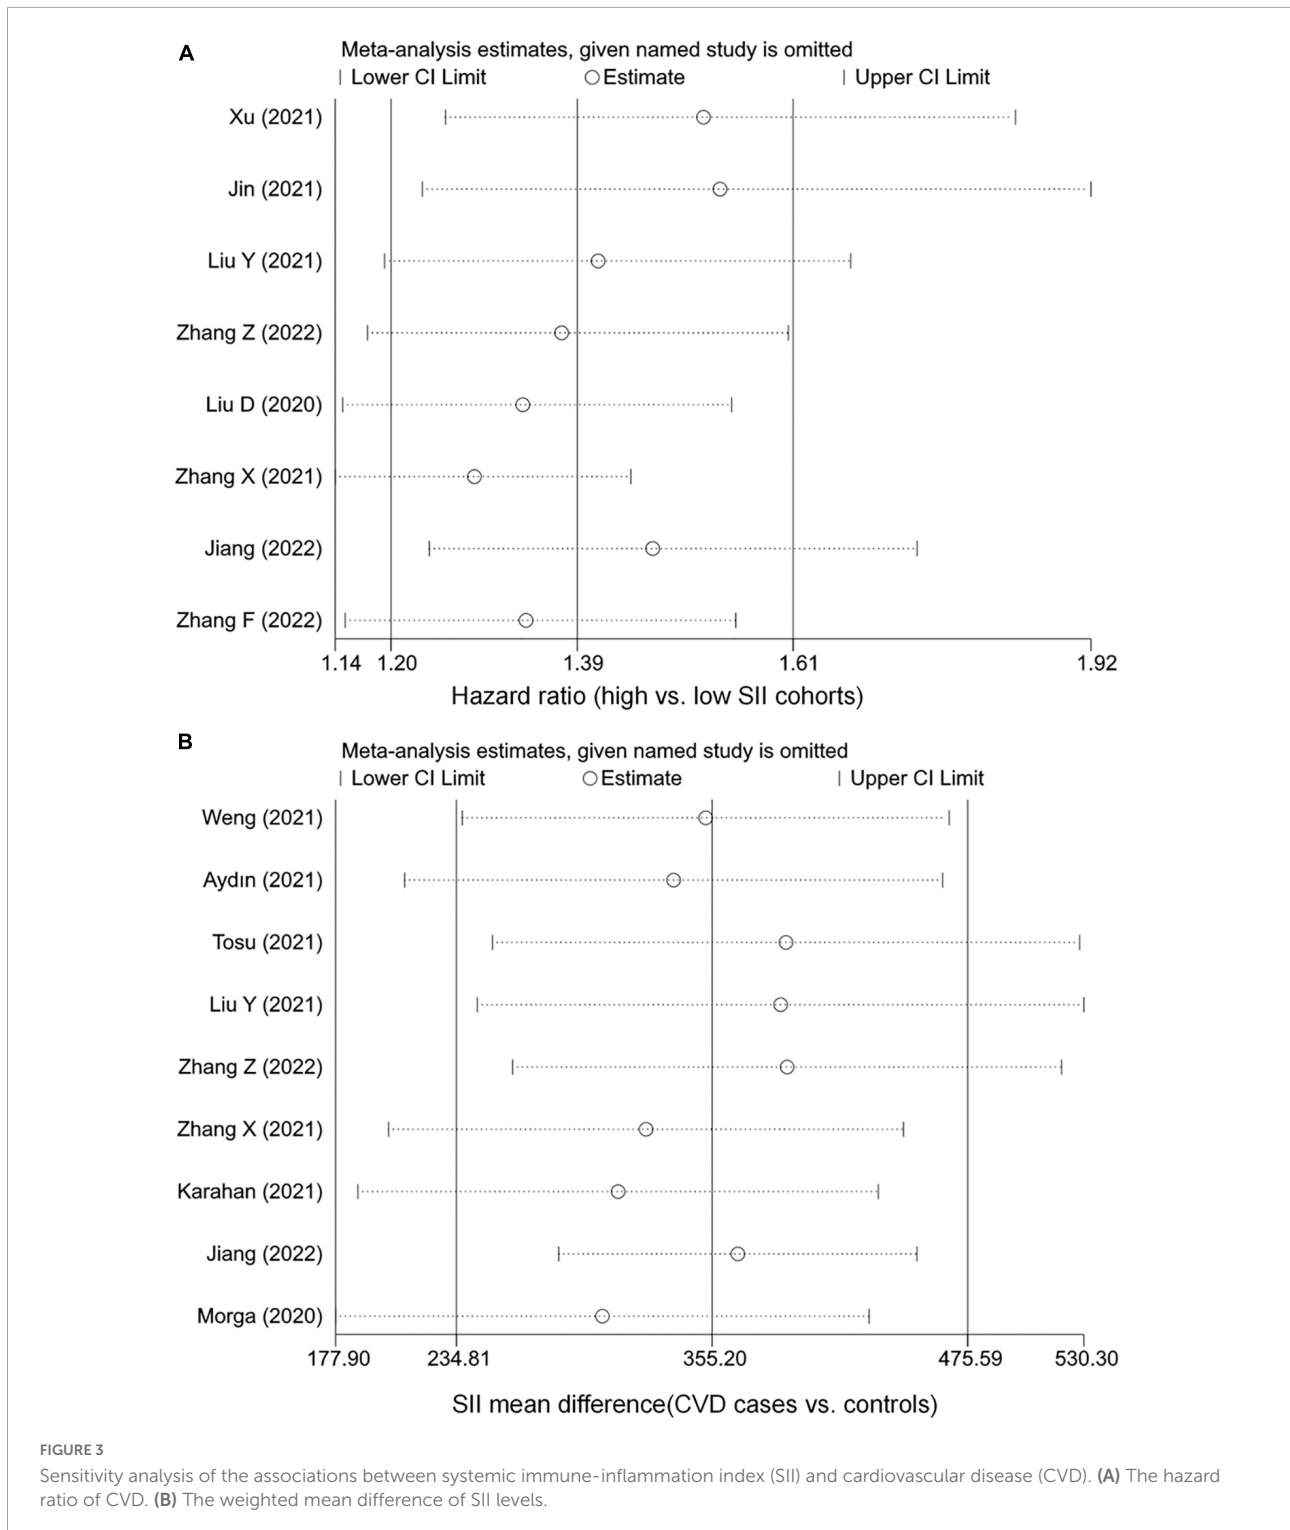 A
Meta-analysis estimates, given named study is omitted
| Lower CI Limit ○ Estimate | Upper CI Limit
Xu (2021)
Jin (2021)
Liu Y (2021)
Zhang Z (2022)
Liu D (2020)
Zhang X (2021)
Jiang (2022)
Zhang F (2022)
1.14 1.20 1.39 1.61 1.92
Hazard ratio (high vs. low SII cohorts)
B
Meta-analysis estimates, given named study is omitted
| Lower CI Limit ○ Estimate | Upper CI Limit
Weng (2021)
Aydın (2021)
Tosu (2021)
Liu Y (2021)
Zhang Z (2022)
Zhang X (2021)
Karahan (2021)
Jiang (2022)
Morga (2020)
177.90 234.81 355.20 475.59 530.30
SII mean difference(CVD cases vs. controls)
FIGURE 3
Sensitivity analysis of the associations between systemic immune-inflammation index (SII) and cardiovascular disease (CVD). (A) The hazard
ratio of CVD. (B) The weighted mean difference of SII levels.